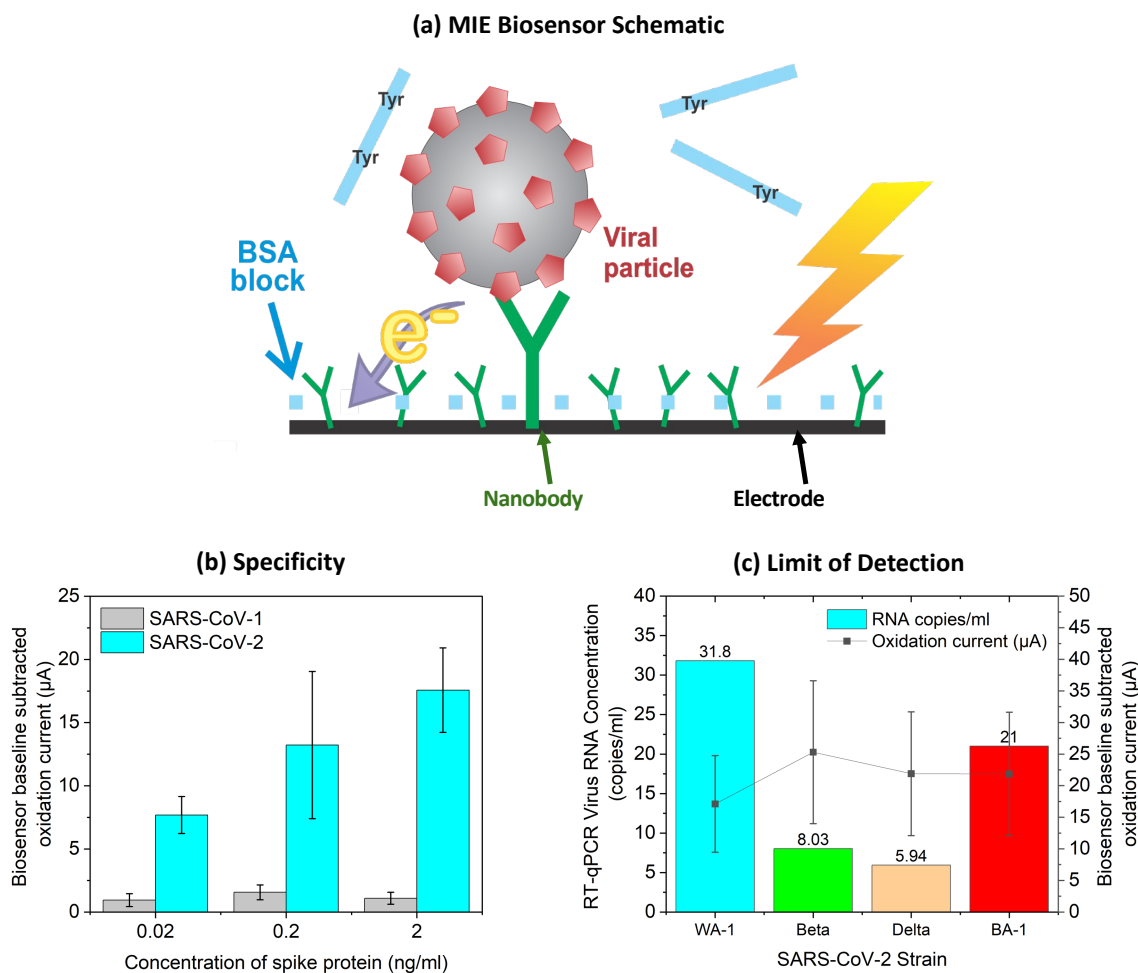 (a) MIE Biosensor Schematic
Tyr
Tyr
Tyr
Tyr
BSA
block
Viral
particle
e-
Nanobody
Electrode
(b) Specificity
25
20
15
10
5
0
Biosensor baseline subtracted
oxidation current (μA)
SARS-CoV-1
SARS-CoV-2
0.02
0.2
2
Concentration of spike protein (ng/ml)
(c) Limit of Detection
40
35
30
25
20
15
10
5
0
RT-qPCR Virus RNA Concentration
(copies/ml)
RNA copies/ml
Oxidation current (μA)
31.8
8.03
5.94
21
50
45
40
35
30
25
20
15
10
5
0
Biosensor baseline subtracted
oxidation current (μA)
WA-1
Beta
Delta
BA-1
SARS-CoV-2 Strain